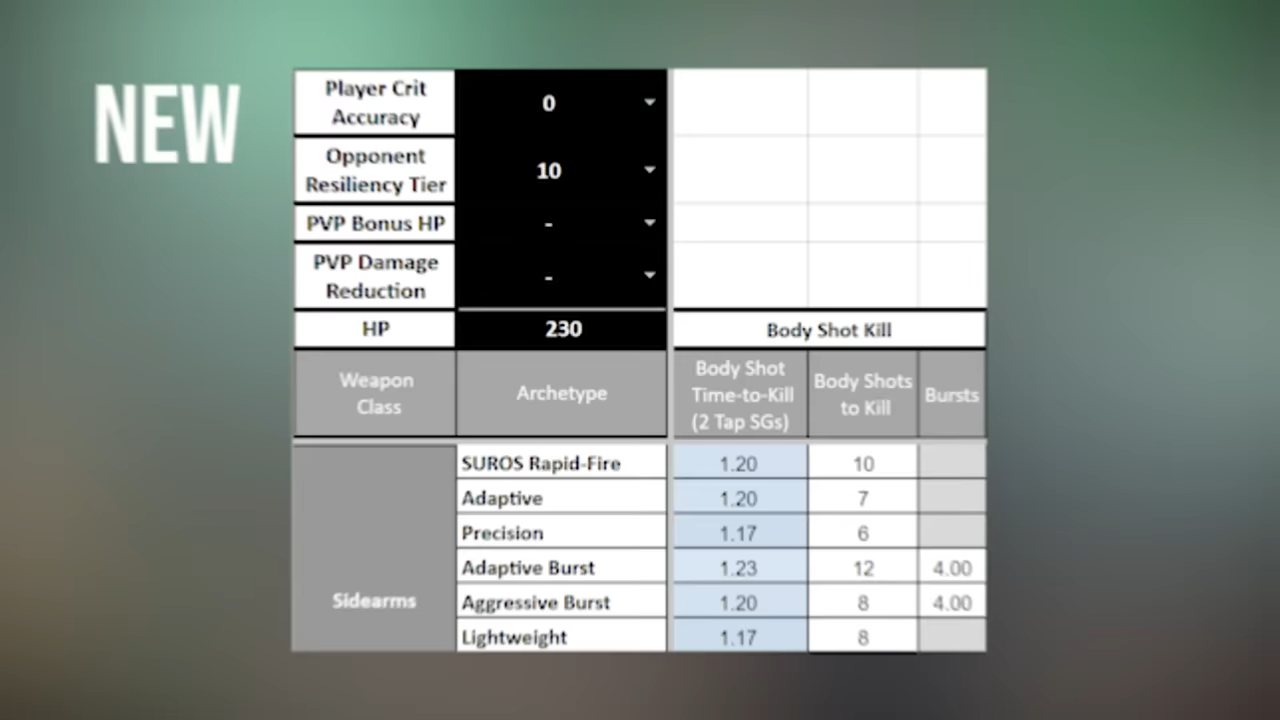 NEW
Player Crit
Accuracy
0
Opponent
Resiliency Tier
10
PVP Bonus HP
-
PVP Damage
Reduction
-
HP
230
Body Shot Kill
Weapon
Class
Archetype
Body Shot
Time-to-Kill
(2 Tap SGs)
Body Shots
to Kill
Bursts
Sidearms
SUROS Rapid-Fire 1.20 10
Adaptive 1.20 7
Precision 1.17 6
Adaptive Burst 1.23 12 4.00
Aggressive Burst 1.20 8 4.00
Lightweight 1.17 8